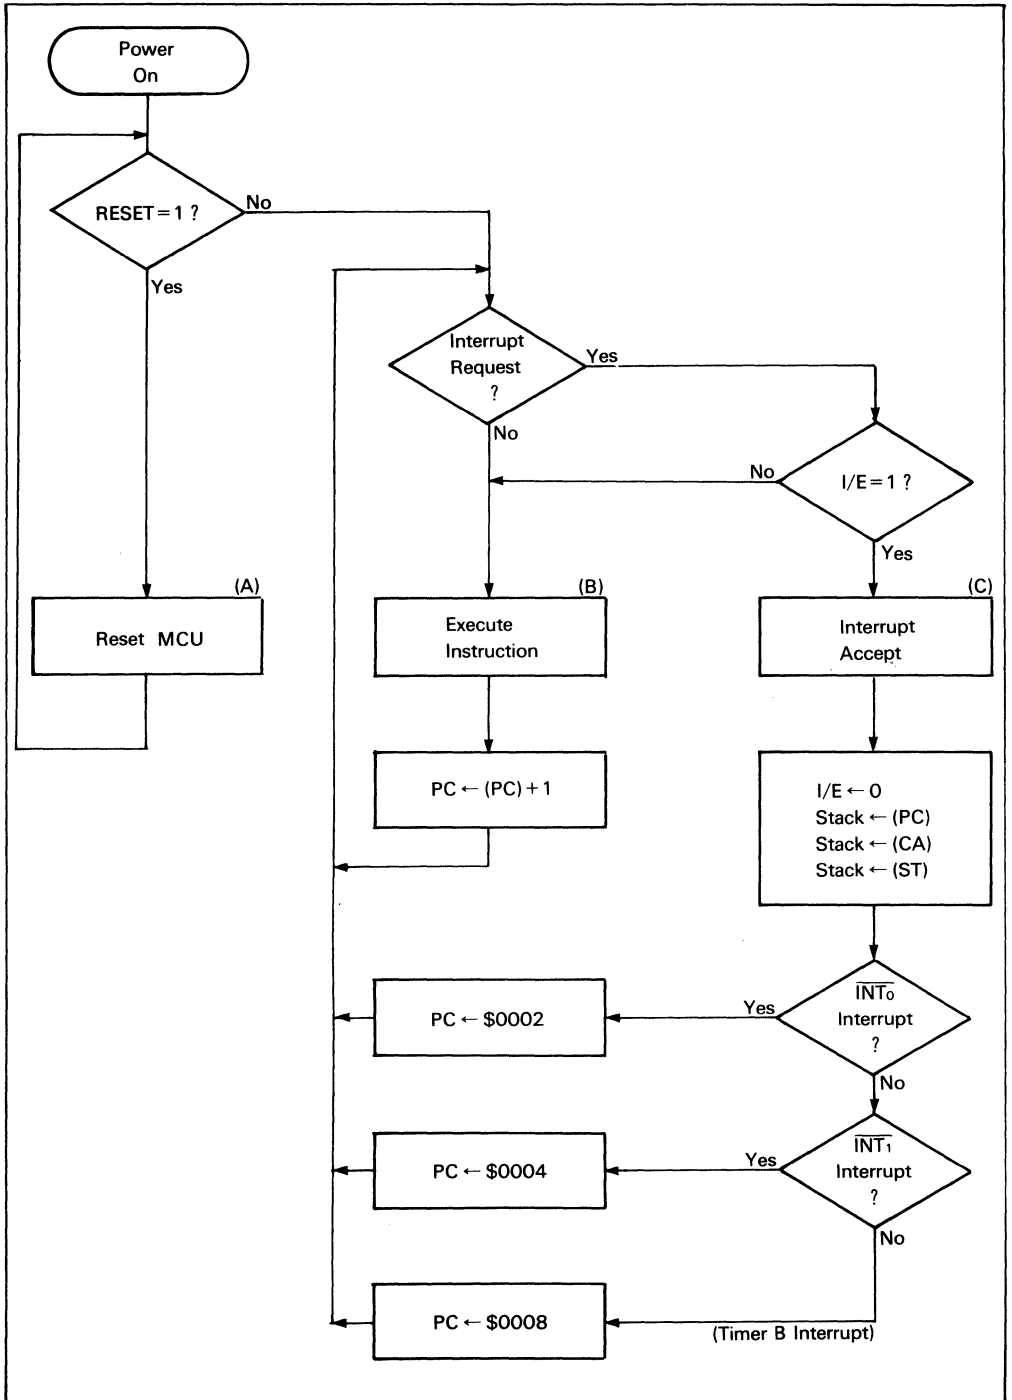 Power
On
RESET=1 ?
No
Yes
Interrupt
Request
?
Yes
No
No
I/E=1 ?
Yes
(A)
Reset MCU
(B)
Execute
Instruction
(C)
Interrupt
Accept
PC ← (PC) + 1
I/E ← 0
Stack ← (PC)
Stack ← (CA)
Stack ← (ST)
PC ← $0002
Yes
I̅N̅T̅₀
Interrupt
?
No
PC ← $0004
Yes
I̅N̅T̅₁
Interrupt
?
No
PC ← $0008
(Timer B Interrupt)